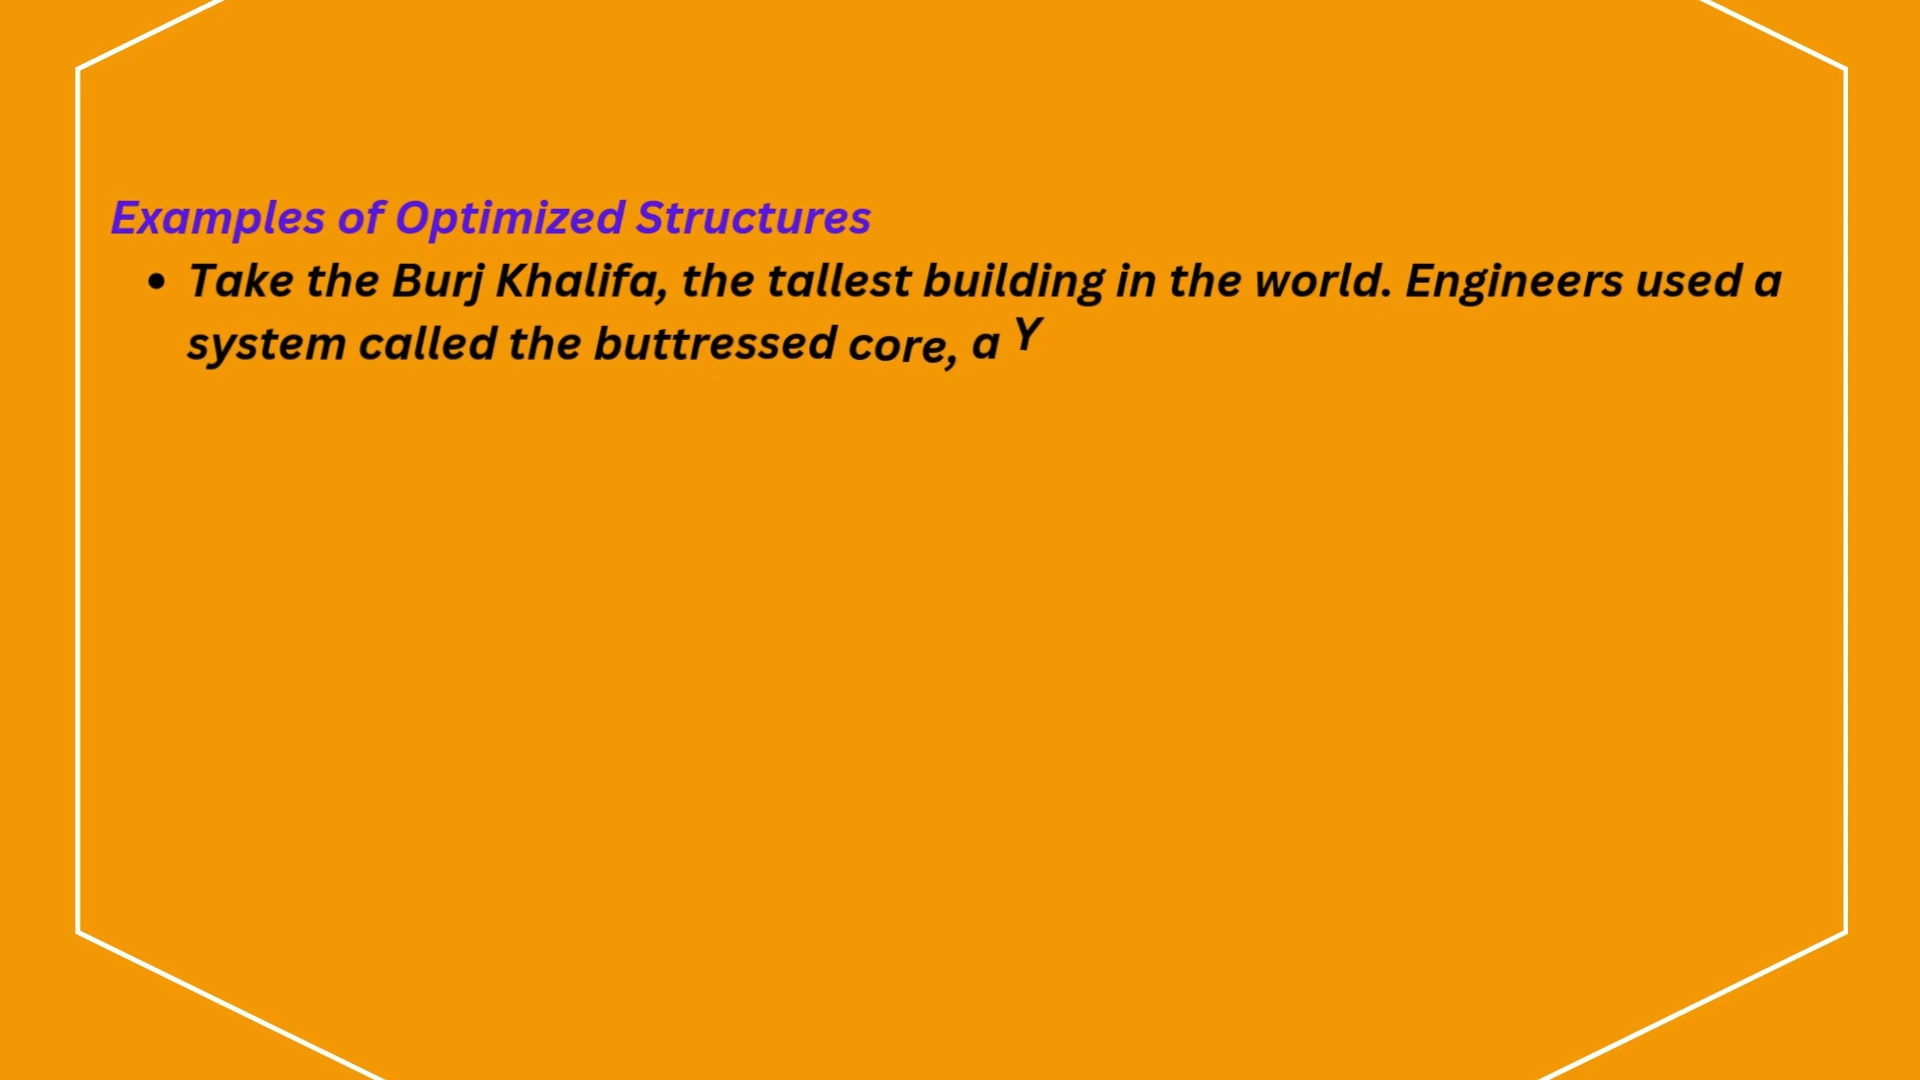 Examples of Optimized Structures
• Take the Burj Khalifa, the tallest building in the world. Engineers used a
system called the buttressed core, a Y